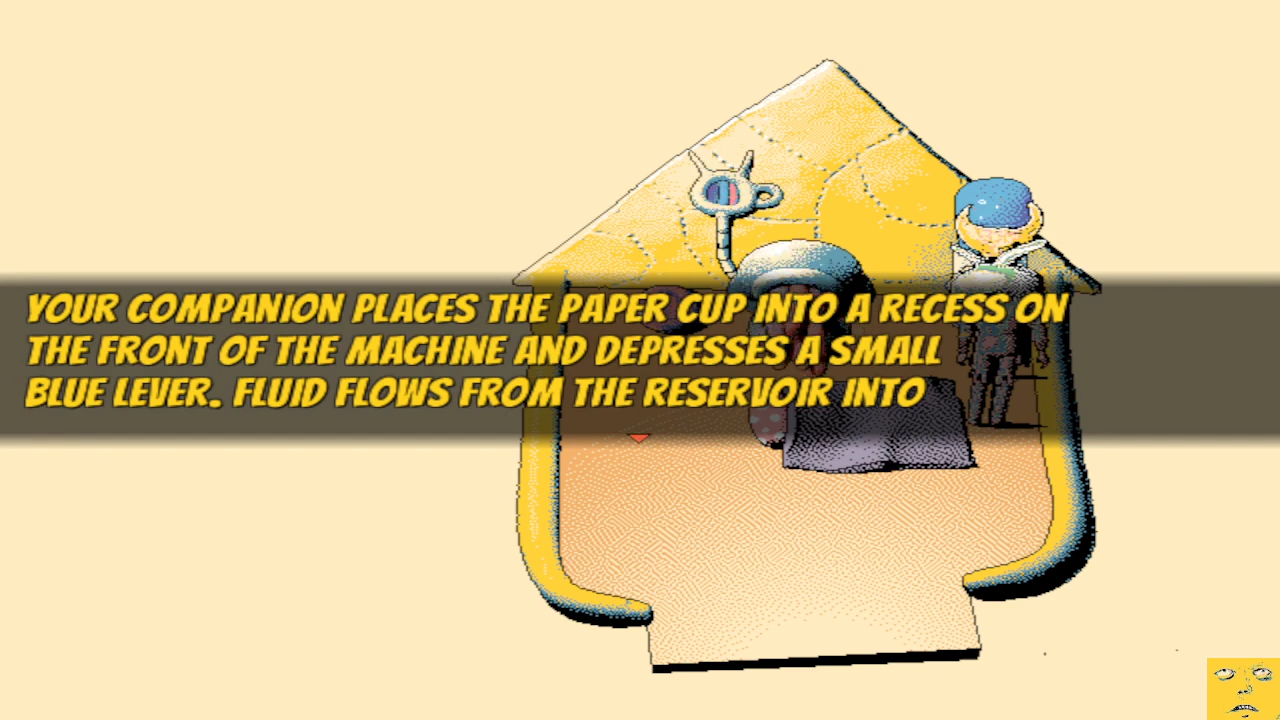 YOUR COMPANION PLACES THE PAPER CUP INTO A RECESS ON
THE FRONT OF THE MACHINE AND DEPRESSES A SMALL
BLUE LEVER. FLUID FLOWS FROM THE RESERVOIR INTO